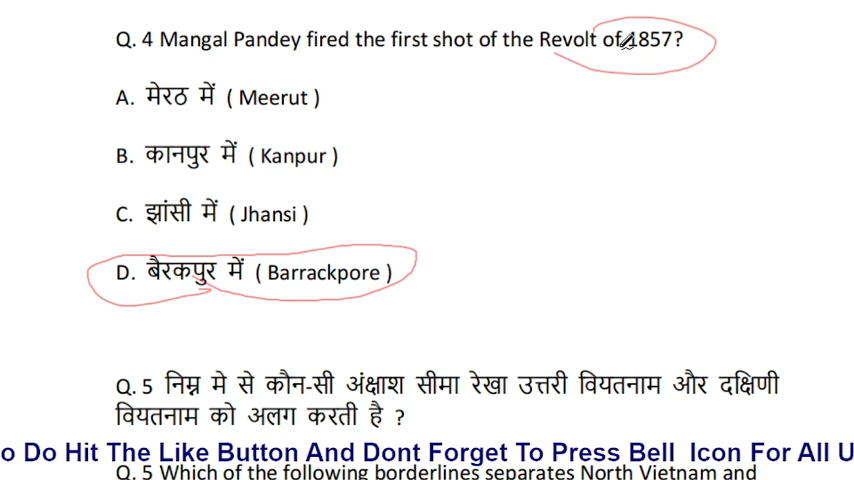 Q. 4 Mangal Pandey fired the first shot of the Revolt of 1857?
A. मेरठ में ( Meerut )
B. कानपुर में ( Kanpur )
C. झांसी में ( Jhansi )
D. बैरकपुर में ( Barrackpore )
Q. 5 निम्न मे से कौन-सी अंक्षाश सीमा रेखा उत्तरी वियतनाम और दक्षिणी
वियतनाम को अलग करती है ?
o Do Hit The Like Button And Dont Forget To Press Bell Icon For All U
Q. 5 Which of the following borderlines separates North Vietnam and